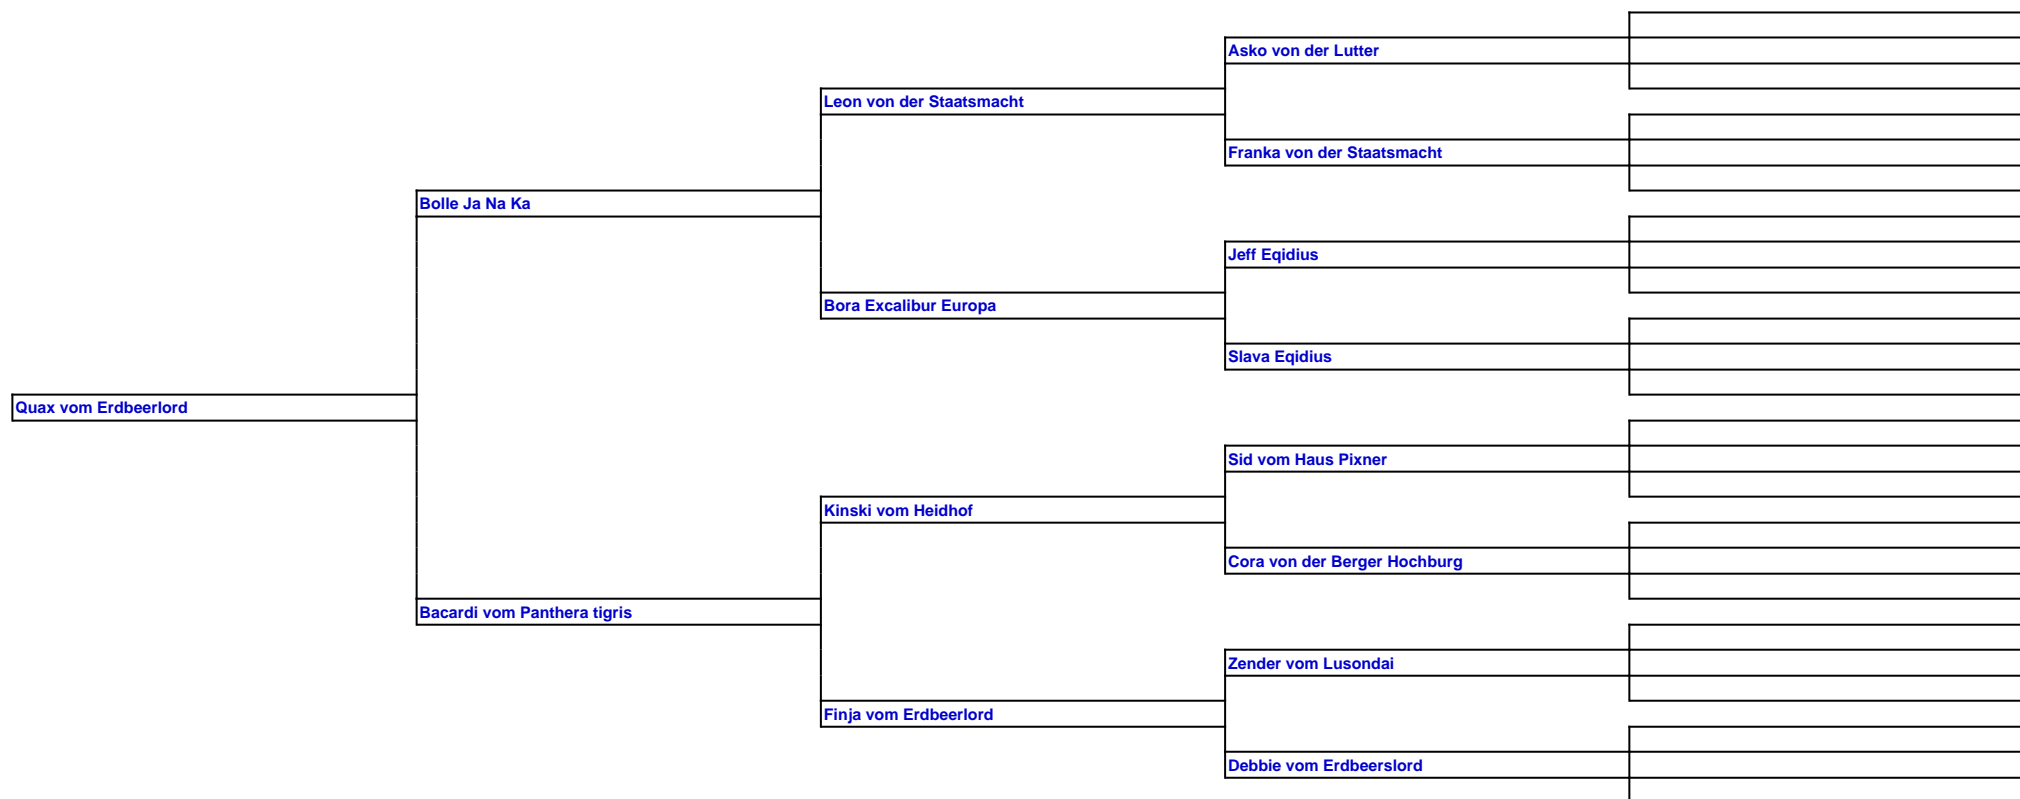 Asko von der Lutter
Leon von der Staatsmacht
Franka von der Staatsmacht
Bolle Ja Na Ka
Jeff Eqidius
Bora Excalibur Europa
Slava Eqidius
Quax vom Erdbeerlord
Sid vom Haus Pixner
Kinski vom Heidhof
Cora von der Berger Hochburg
Bacardi vom Panthera tigris
Zender vom Lusondai
Finja vom Erdbeerlord
Debbie vom Erdbeerslord